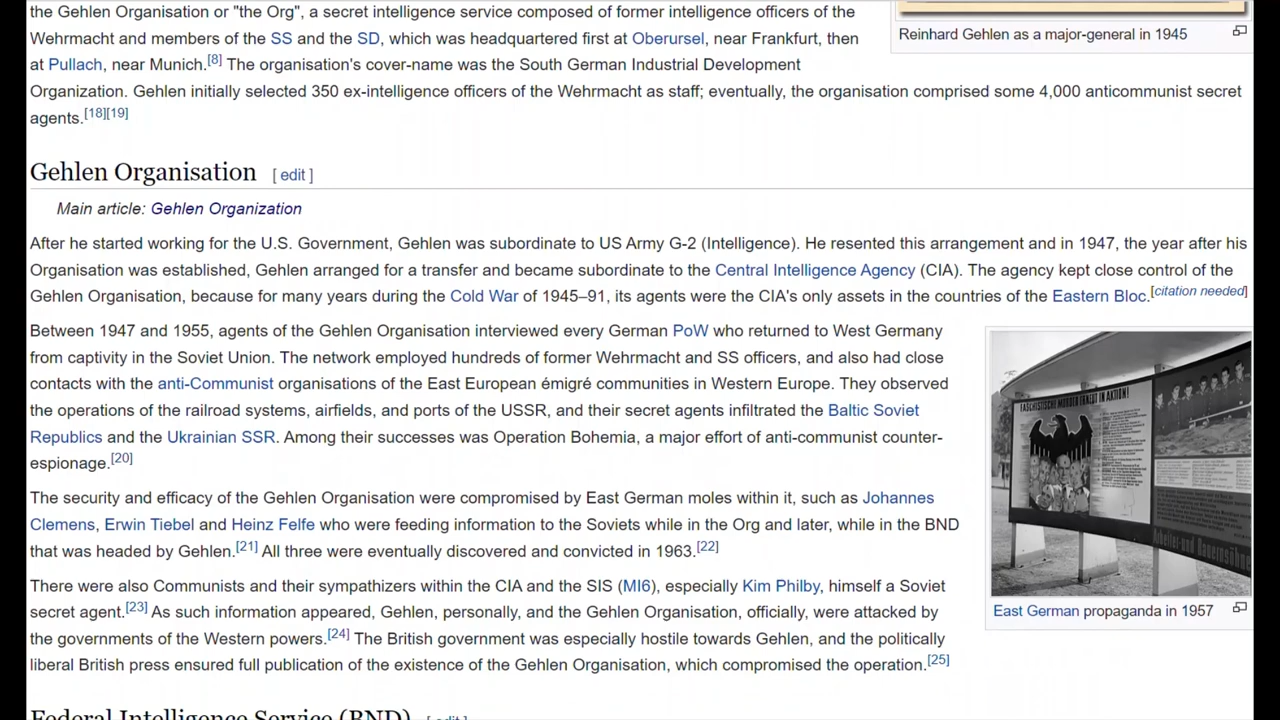 the Gehlen Organisation or "the Org", a secret intelligence service composed of former intelligence officers of the
Wehrmacht and members of the SS and the SD, which was headquartered first at Oberursel, near Frankfurt, then
at Pullach, near Munich.[8] The organisation's cover-name was the South German Industrial Development
Organization. Gehlen initially selected 350 ex-intelligence officers of the Wehrmacht as staff; eventually, the organisation comprised some 4,000 anticommunist secret
agents.[18][19]
Reinhard Gehlen as a major-general in 1945
Gehlen Organisation [ edit ]
Main article: Gehlen Organization
After he started working for the U.S. Government, Gehlen was subordinate to US Army G-2 (Intelligence). He resented this arrangement and in 1947, the year after his
Organisation was established, Gehlen arranged for a transfer and became subordinate to the Central Intelligence Agency (CIA). The agency kept close control of the
Gehlen Organisation, because for many years during the Cold War of 1945–91, its agents were the CIA's only assets in the countries of the Eastern Bloc.[citation needed]
Between 1947 and 1955, agents of the Gehlen Organisation interviewed every German PoW who returned to West Germany
from captivity in the Soviet Union. The network employed hundreds of former Wehrmacht and SS officers, and also had close
contacts with the anti-Communist organisations of the East European émigré communities in Western Europe. They observed
the operations of the railroad systems, airfields, and ports of the USSR, and their secret agents infiltrated the Baltic Soviet
Republics and the Ukrainian SSR. Among their successes was Operation Bohemia, a major effort of anti-communist counter-
espionage.[20]
The security and efficacy of the Gehlen Organisation were compromised by East German moles within it, such as Johannes
Clemens, Erwin Tiebel and Heinz Felfe who were feeding information to the Soviets while in the Org and later, while in the BND
that was headed by Gehlen.[21] All three were eventually discovered and convicted in 1963.[22]
There were also Communists and their sympathizers within the CIA and the SIS (MI6), especially Kim Philby, himself a Soviet
secret agent.[23] As such information appeared, Gehlen, personally, and the Gehlen Organisation, officially, were attacked by
the governments of the Western powers.[24] The British government was especially hostile towards Gehlen, and the politically
liberal British press ensured full publication of the existence of the Gehlen Organisation, which compromised the operation.[25]
IN AKTION!
East German propaganda in 1957
Federal Intelligence Service (BND) [ edit ]